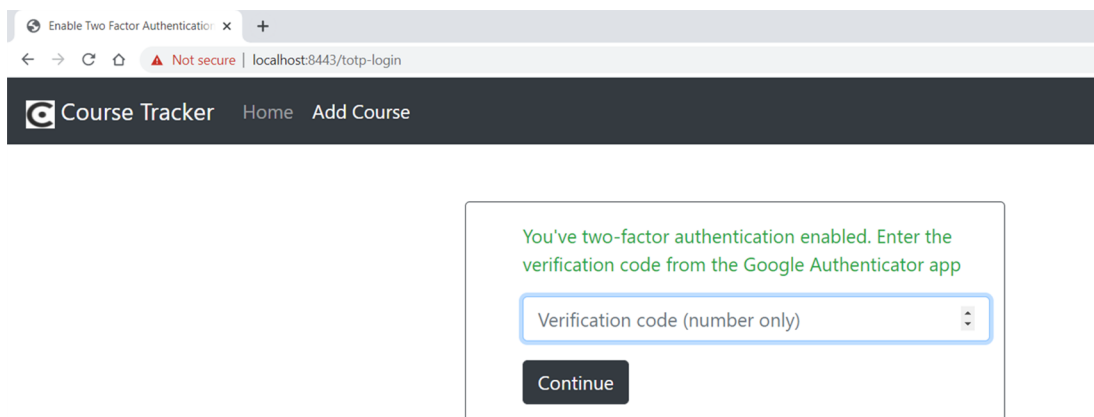 Enable Two Factor Authentication
Not secure | localhost:8443/totp-login
Course Tracker Home Add Course
You've two-factor authentication enabled. Enter the
verification code from the Google Authenticator app
Verification code (number only)
Continue